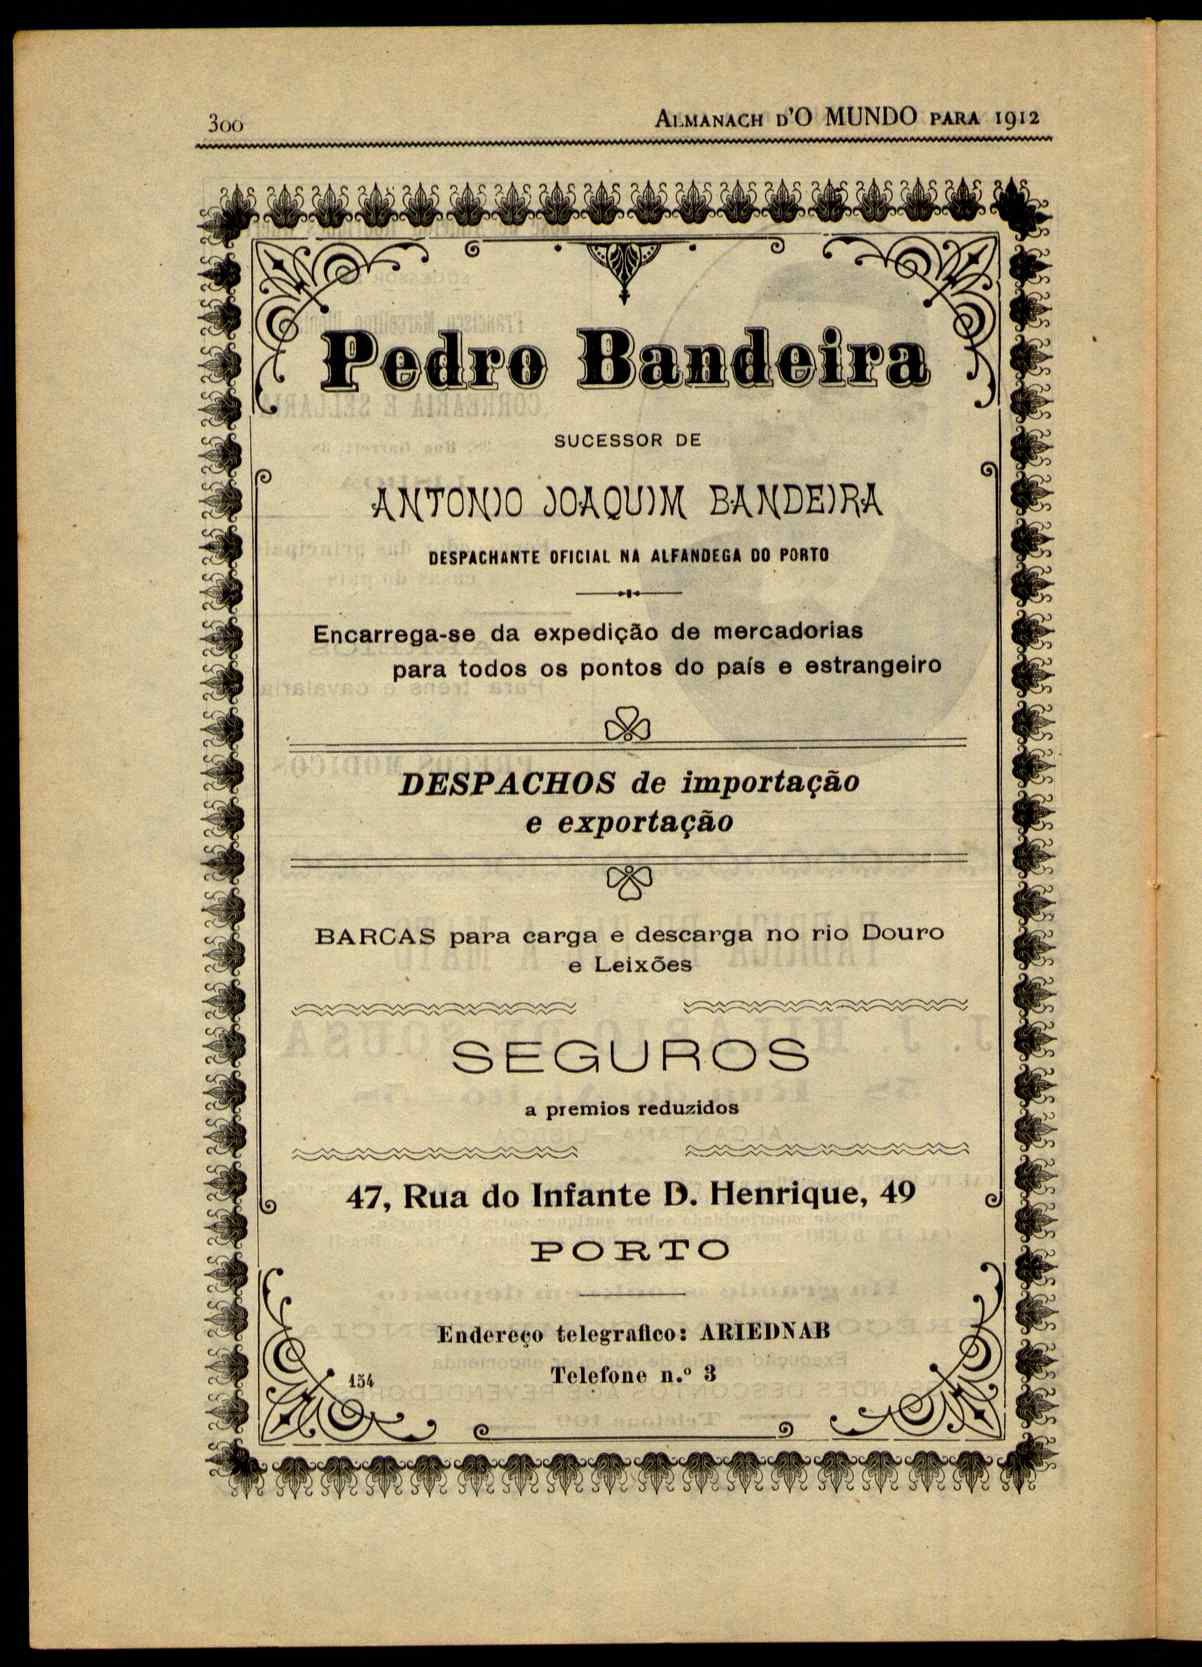 300
ALMANACH D'O MUNDO PARA 1912
Pedro Bandeira
SUCESSOR DE
ANTONIO JOAQUIM BANDEIRA
DESPACHANTE OFICIAL NA ALFANDEGA DO PORTO
Encarrega-se da expedição de mercadorias
para todos os pontos do país e estrangeiro
DESPACHOS de importação
e exportação
BARCAS para carga e descarga no rio Douro
e Leixões
SEGUROS
a premios reduzidos
47, Rua do Infante D. Henrique, 49
PORTO
Endereço telegrafico: ARIEDNAB
Telefone n.º 3
154